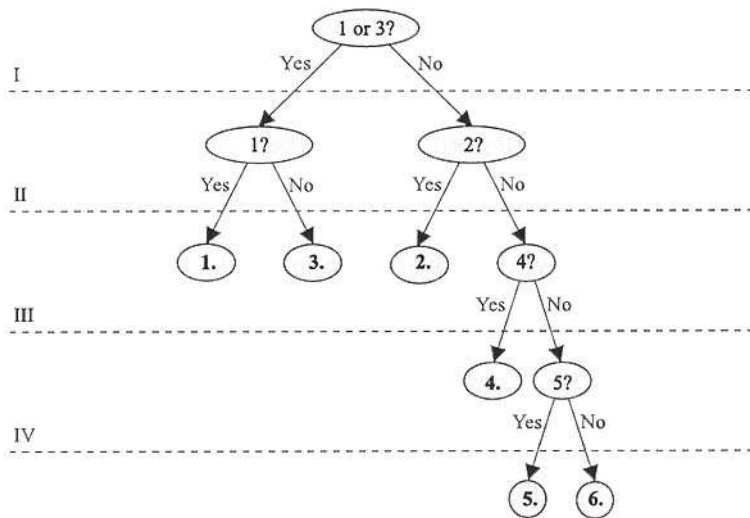 1 or 3?
Yes No
I
1? 2?
Yes No Yes No
II
1. 3. 2. 4?
Yes No
III
4. 5?
Yes No
IV
5. 6.